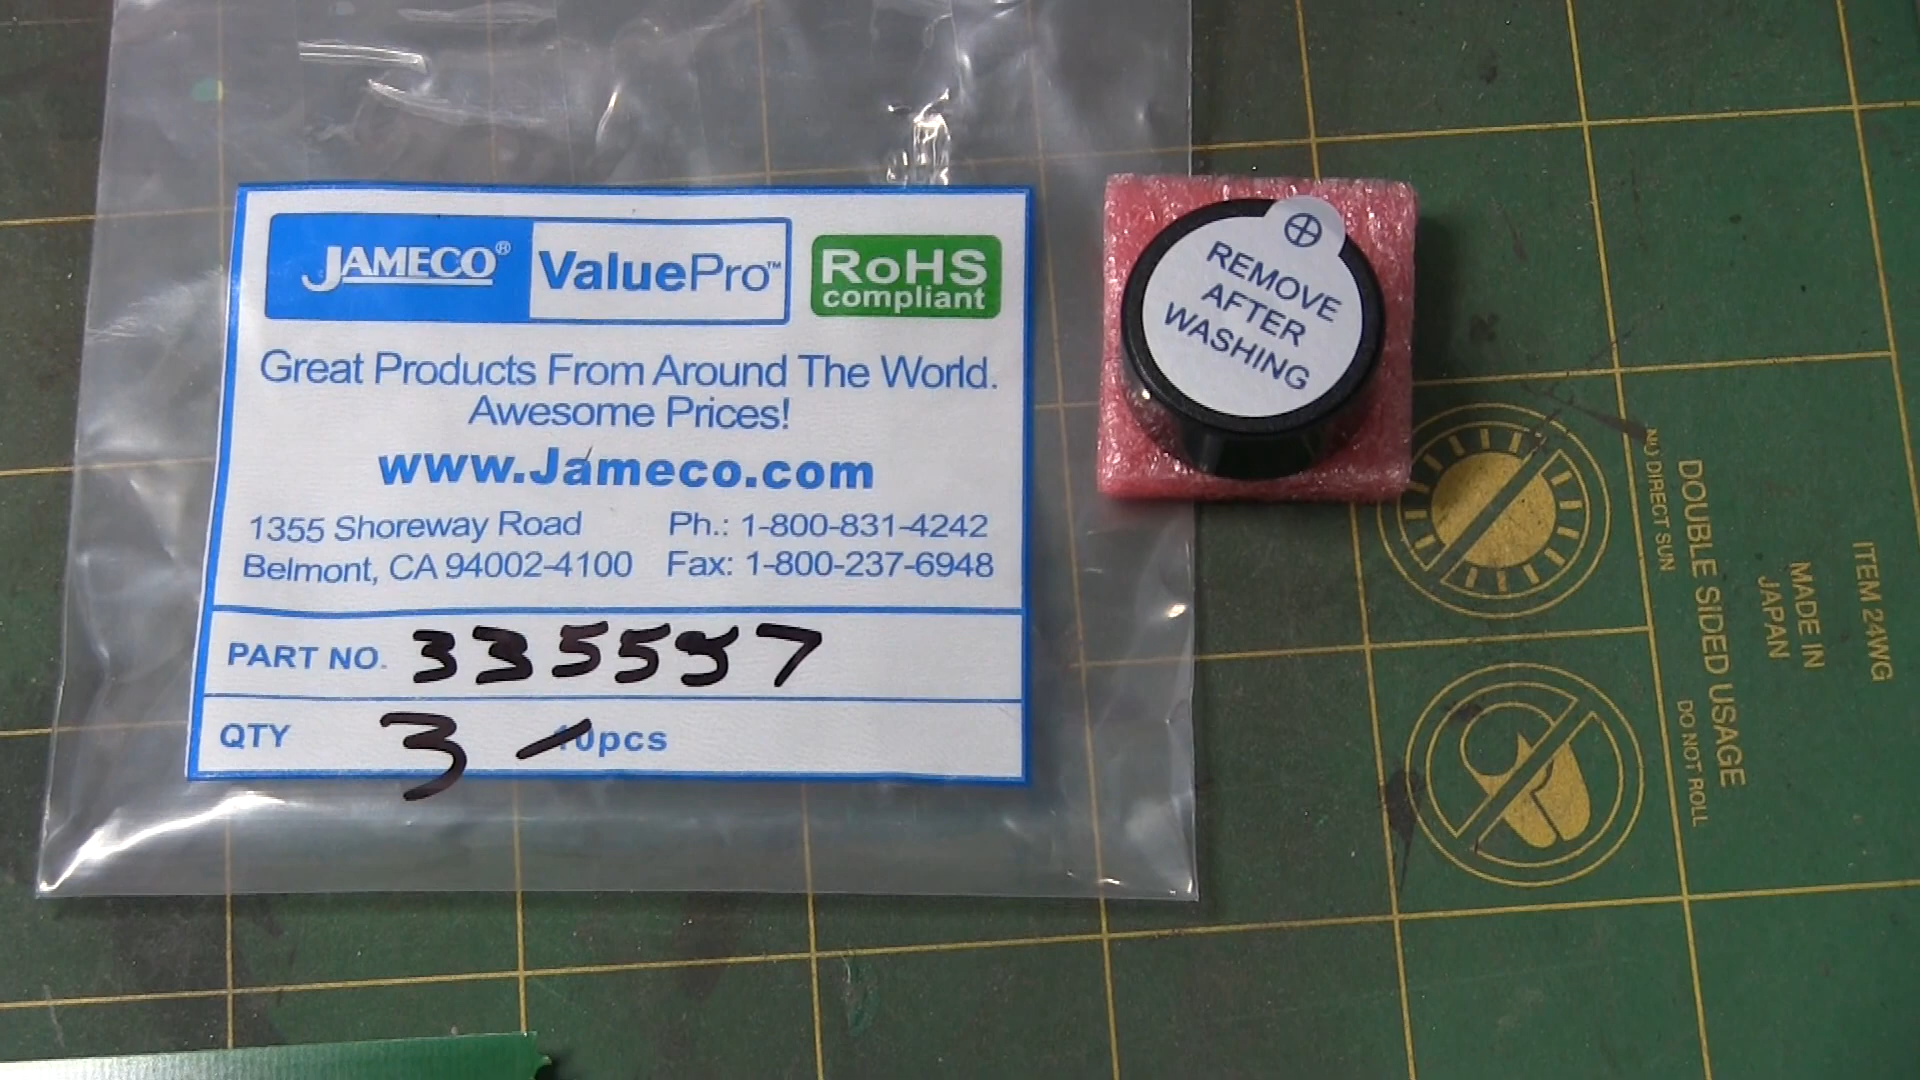 JAMECO® ValuePro™
RoHS
compliant
Great Products From Around The World.
Awesome Prices!
www.Jameco.com
1355 Shoreway Road Ph.: 1-800-831-4242
Belmont, CA 94002-4100 Fax: 1-800-237-6948
PART NO. 335557
QTY 3 10pcs
REMOVE
AFTER
WASHING
NO DIRECT SUN
DOUBLE SIDED USAGE
DO NOT ROLL
MADE IN
JAPAN
ITEM 24WG